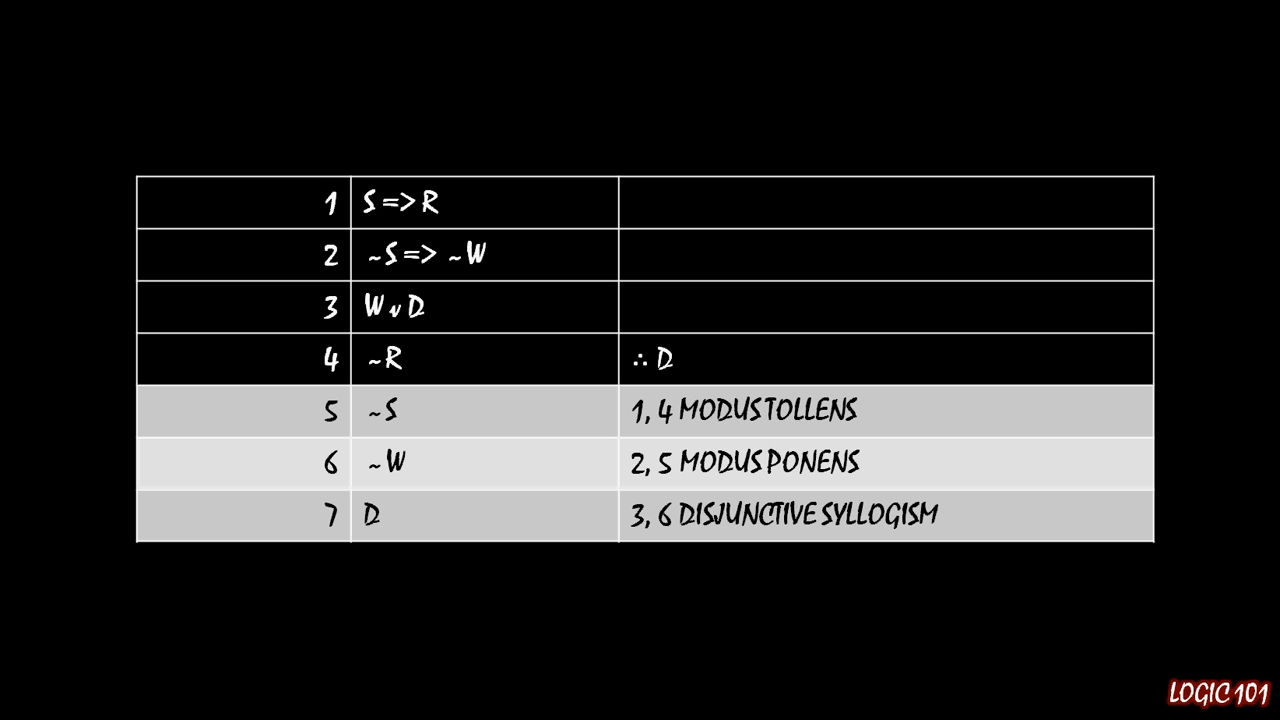 1 S => R
2 ~S => ~W
3 W v D
4 ~R ∴ D
5 ~S 1, 4 MODUS TOLLENS
6 ~W 2, 5 MODUS PONENS
7 D 3, 6 DISJUNCTIVE SYLLOGISM
LOGIC 101